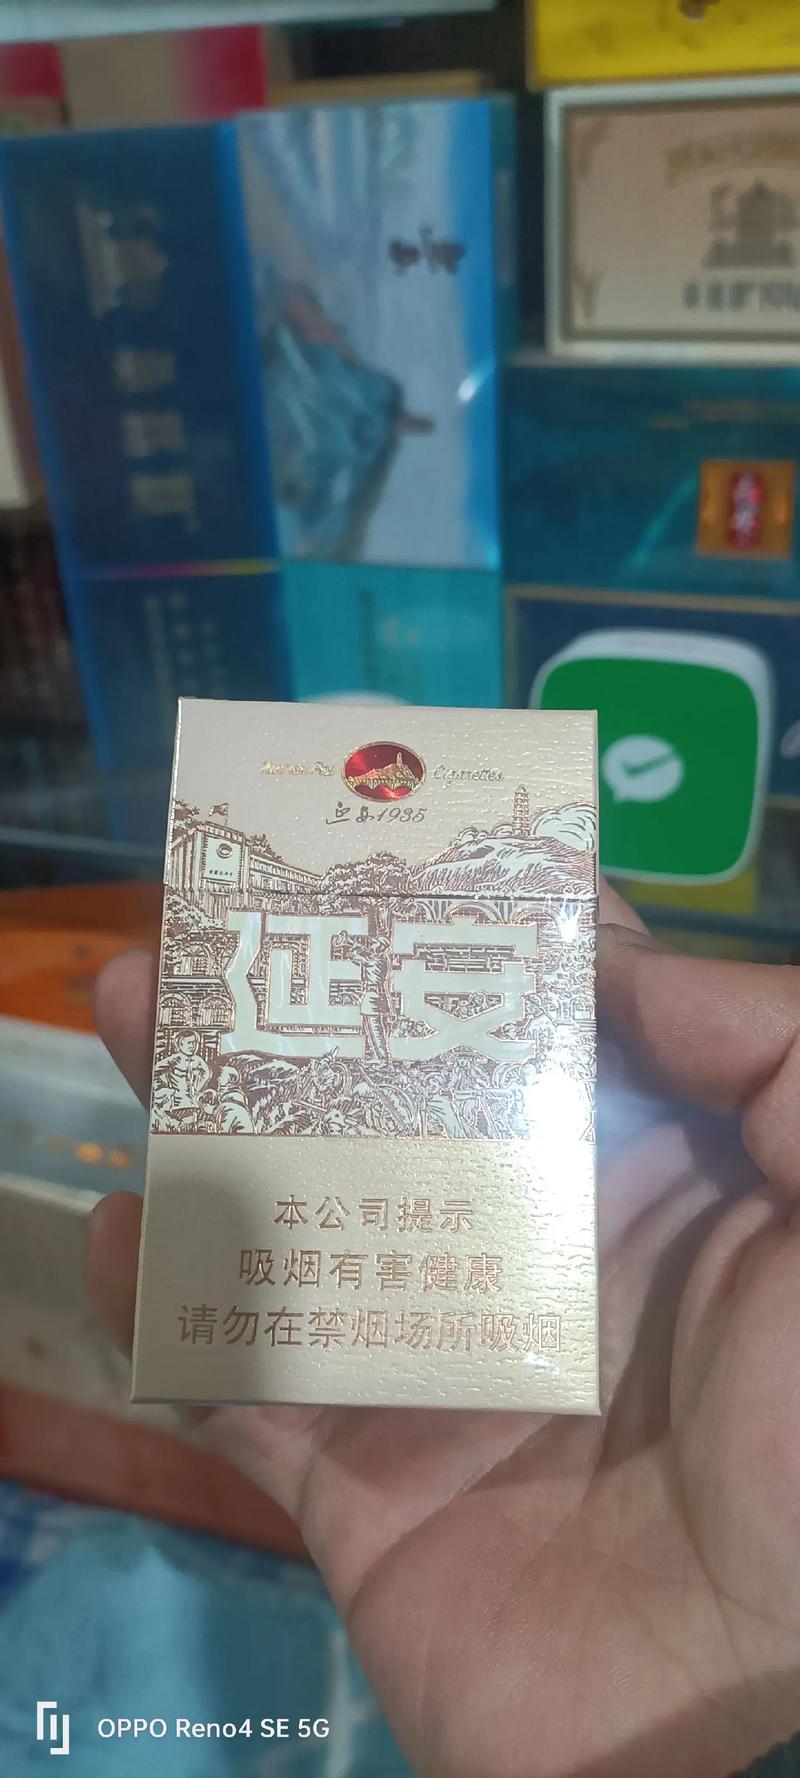 Cigarettes
延安1935
延安
本公司提示
吸烟有害健康
请勿在禁烟场所吸烟
OPPO Reno4 SE 5G